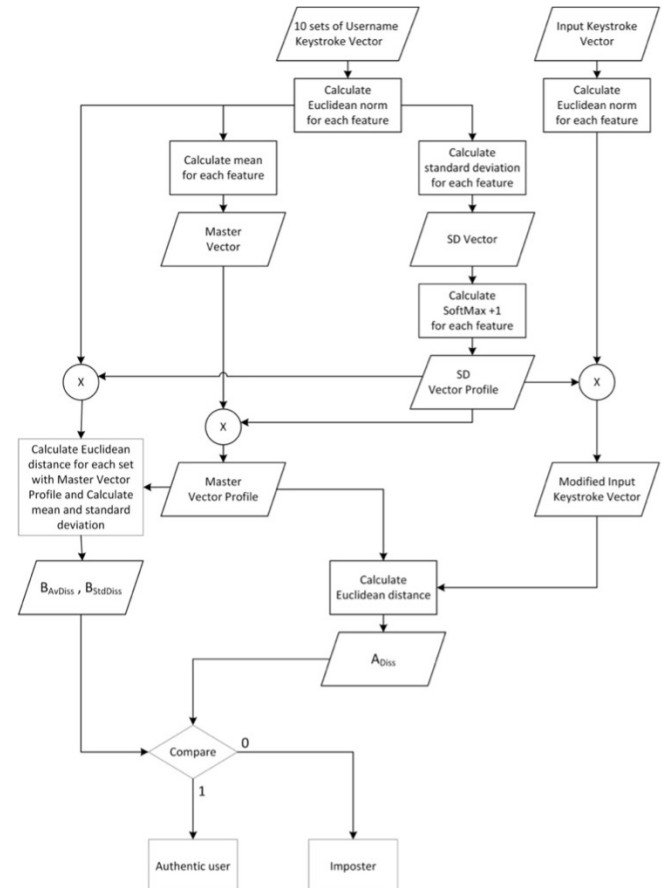 10 sets of Username
Keystroke Vector
Input Keystroke
Vector
Calculate
Euclidean norm
for each feature
Calculate
Euclidean norm
for each feature
Calculate mean
for each feature
Calculate
standard deviation
for each feature
Master
Vector
SD Vector
Calculate
SoftMax +1
for each feature
X
SD
Vector Profile
X
X
Calculate Euclidean
distance for each set
with Master Vector
Profile and Calculate
mean and standard
deviation
Master
Vector Profile
Modified Input
Keystroke Vector
BAvDiss , BStdDiss
Calculate
Euclidean distance
ADiss
Compare
0
1
Authentic user
Imposter